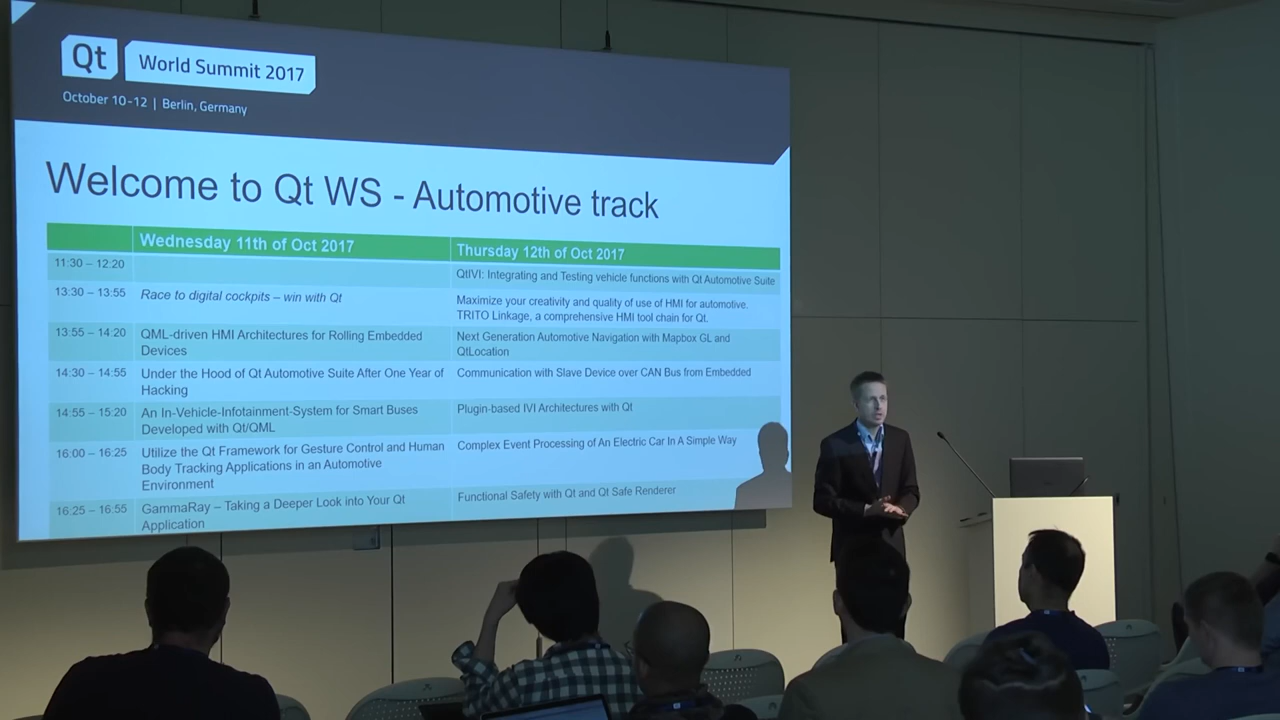 Qt World Summit 2017
October 10-12 | Berlin, Germany
Welcome to Qt WS - Automotive track
Wednesday 11th of Oct 2017
Thursday 12th of Oct 2017
11:30 – 12:20
QtIVI: Integrating and Testing vehicle functions with Qt Automotive Suite
13:30 – 13:55
Race to digital cockpits – win with Qt
Maximize your creativity and quality of use of HMI for automotive.
TRITO Linkage, a comprehensive HMI tool chain for Qt.
13:55 – 14:20
QML-driven HMI Architectures for Rolling Embedded
Devices
Next Generation Automotive Navigation with Mapbox GL and
QtLocation
14:30 – 14:55
Under the Hood of Qt Automotive Suite After One Year of
Hacking
Communication with Slave Device over CAN Bus from Embedded
14:55 – 15:20
An In-Vehicle-Infotainment-System for Smart Buses
Developed with Qt/QML
Plugin-based IVI Architectures with Qt
16:00 – 16:25
Utilize the Qt Framework for Gesture Control and Human
Body Tracking Applications in an Automotive
Environment
Complex Event Processing of An Electric Car In A Simple Way
16:25 – 16:55
GammaRay – Taking a Deeper Look into Your Qt
Application
Functional Safety with Qt and Qt Safe Renderer